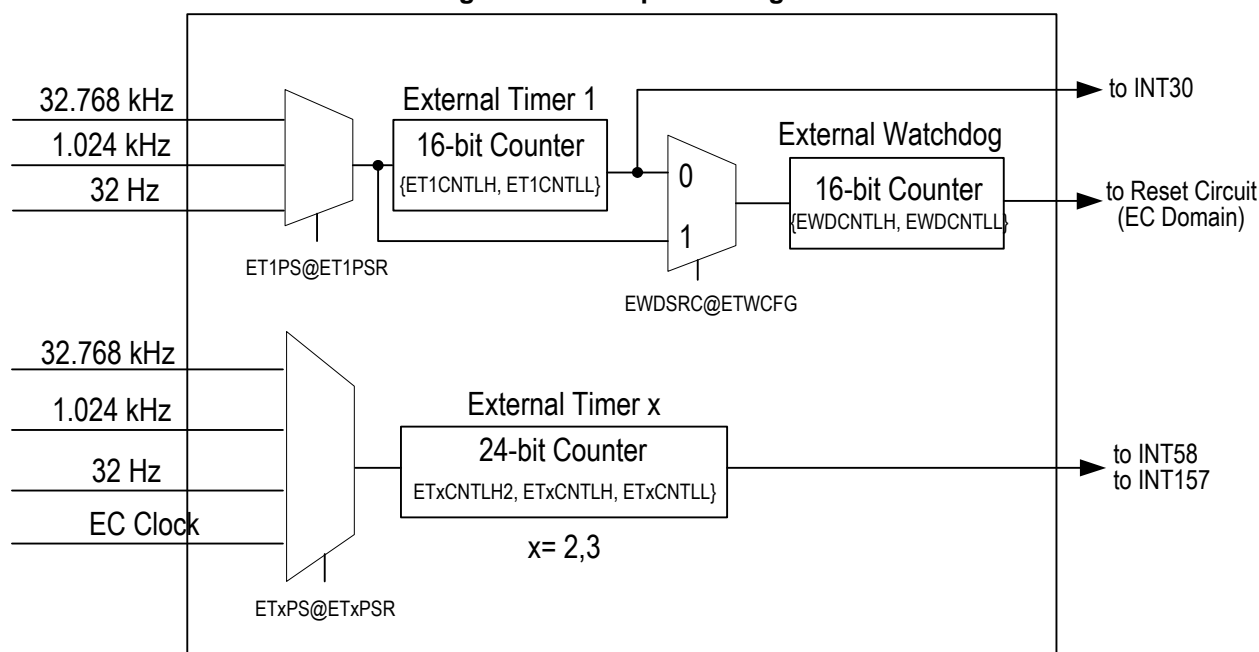 32.768 kHz
1.024 kHz
32 Hz
ET1PS@ET1PSR
External Timer 1
16-bit Counter
{ET1CNTLH, ET1CNTLL}
0
1
EWDSRC@ETWCFG
External Watchdog
16-bit Counter
{EWDCNTLH, EWDCNTLL}
to INT30
to Reset Circuit
(EC Domain)
32.768 kHz
1.024 kHz
32 Hz
EC Clock
ETxPS@ETxPSR
External Timer x
24-bit Counter
ETxCNTLH2, ETxCNTLH, ETxCNTLL}
x= 2,3
to INT58
to INT157